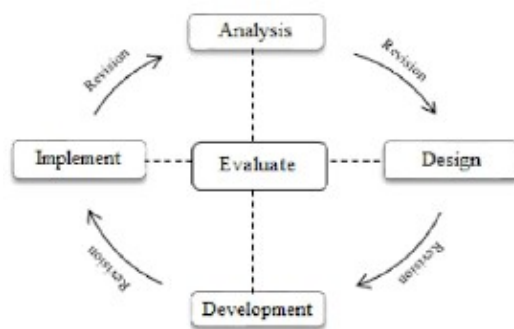 Analysis
Revision
Revision
Implement
Evaluate
Design
Revision
Revision
Development